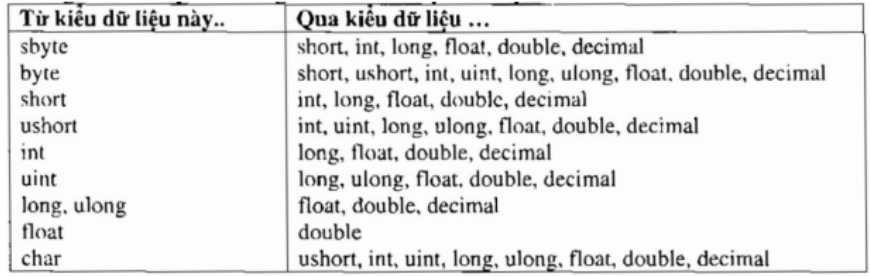 Từ kiểu dữ liệu này.. Qua kiểu dữ liệu ...
sbyte short, int, long, float, double, decimal
byte short, ushort, int, uint, long, ulong, float. double, decimal
short int, long, float, double, decimal
ushort int, uint, long, ulong, float, double, decimal
int long, float, double, decimal
uint long, ulong, float. double, decimal
long, ulong float, double, decimal
float double
char ushort, int, uint, long, ulong, float, double, decimal